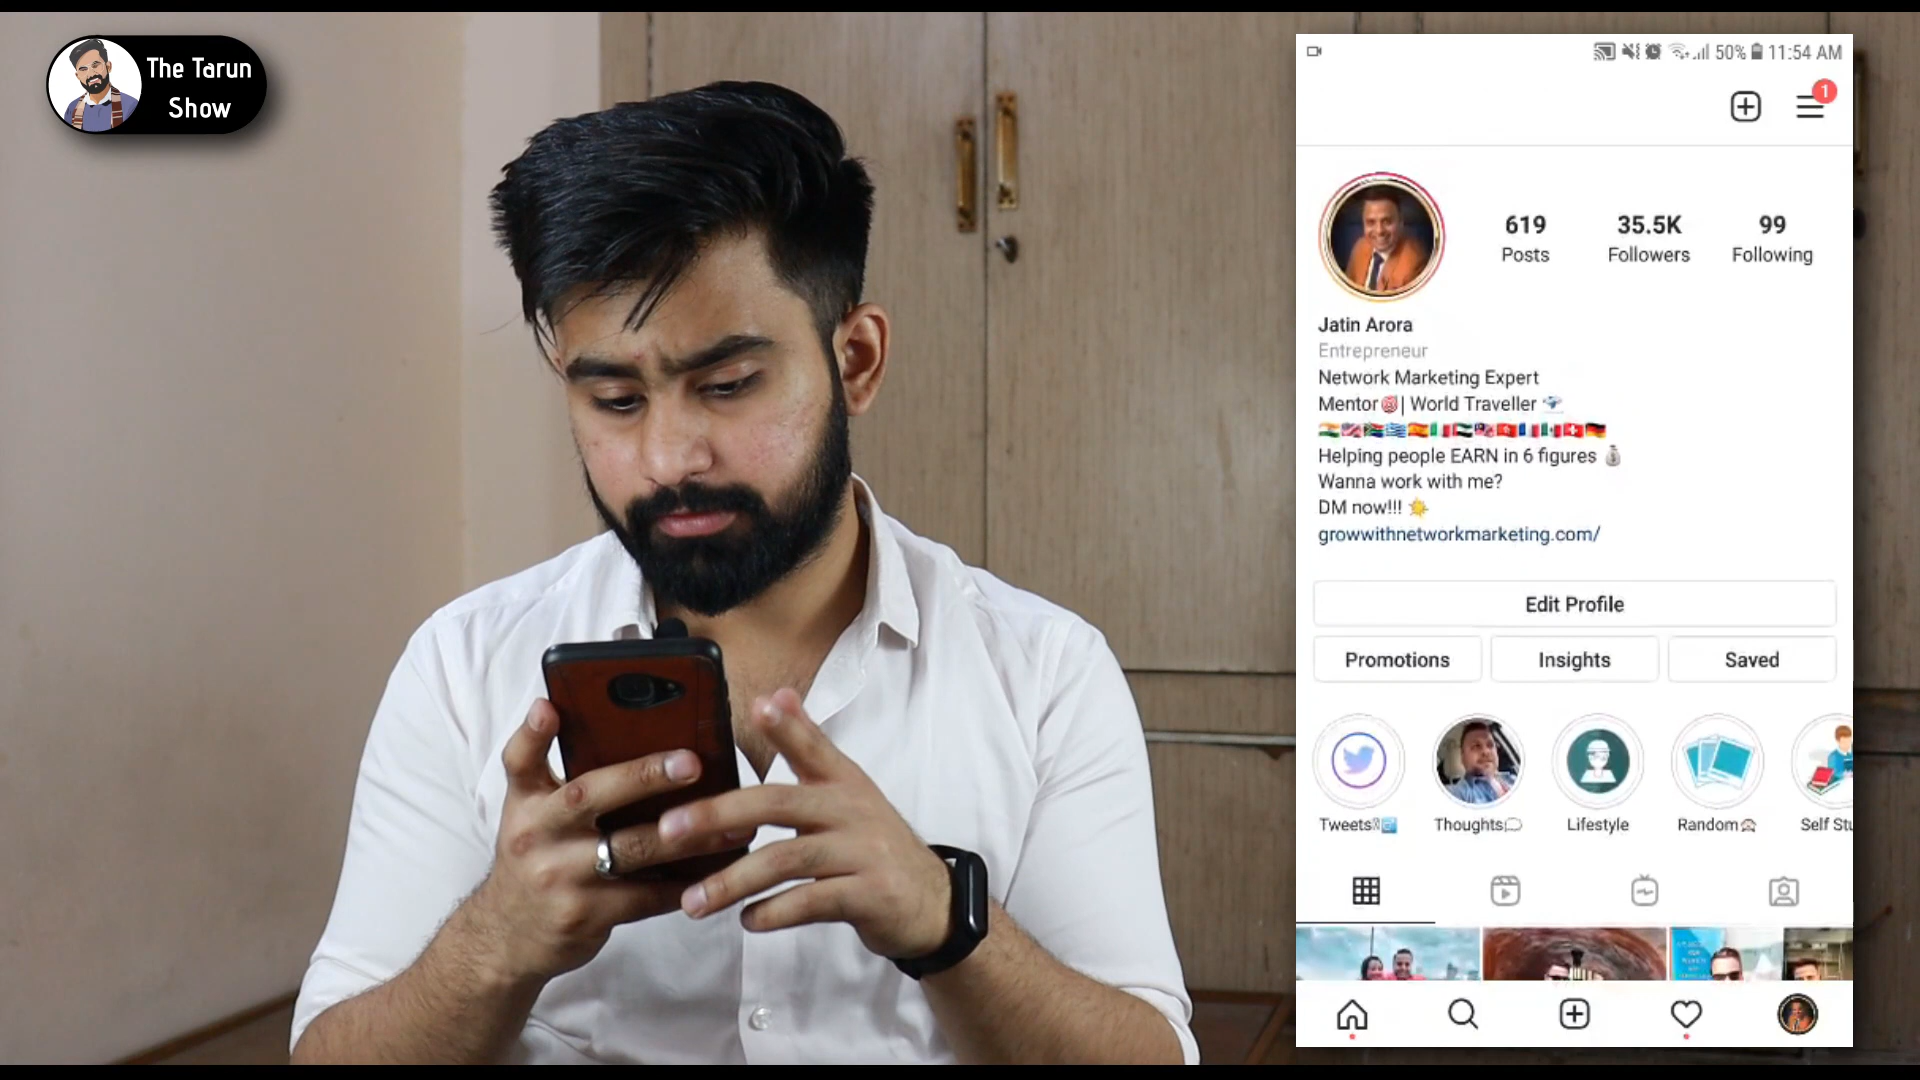 The Tarun
Show
50% 11:54 AM
1
619
Posts
35.5K
Followers
99
Following
Jatin Arora
Entrepreneur
Network Marketing Expert
Mentor🎯| World Traveller
Helping people EARN in 6 figures 💰
Wanna work with me?
DM now!!! ☀️
growwithnetworkmarketing.com/
Edit Profile
Promotions
Insights
Saved
Tweets
Thoughts💭
Lifestyle
Random🙈
Self Stu